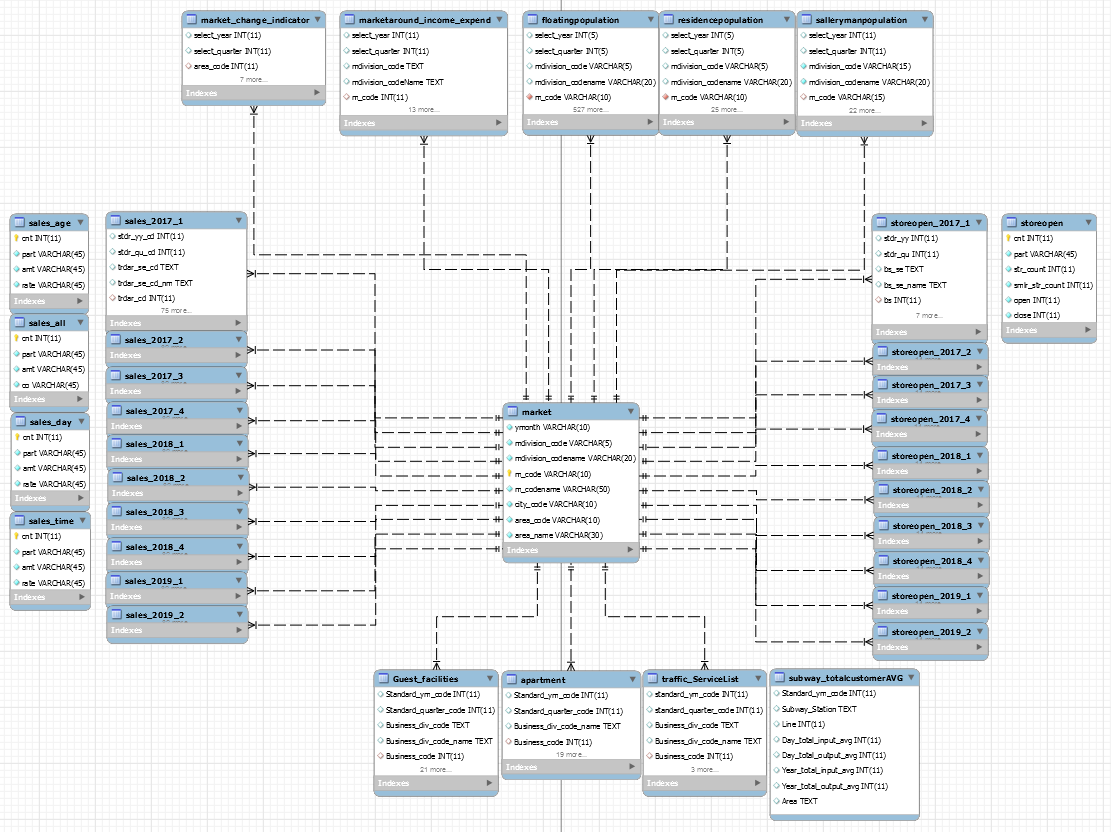 market_change_indicator
select_year INT(11)
select_quarter INT(11)
area_code INT(11)
7 more...
Indexes
marketaround_income_expend
select_year INT(11)
select_quarter INT(11)
mdivision_code TEXT
mdivision_codeName TEXT
m_code INT(11)
13 more...
Indexes
floatingpopulation
select_year INT(5)
select_quarter INT(5)
mdivision_code VARCHAR(5)
mdivision_codename VARCHAR(20)
m_code VARCHAR(10)
527 more...
Indexes
residencepopulation
select_year INT(5)
select_quarter INT(5)
mdivision_code VARCHAR(5)
mdivision_codename VARCHAR(20)
m_code VARCHAR(10)
25 more...
Indexes
sallerymanpopulation
select_year INT(11)
select_quarter INT(11)
mdivision_code VARCHAR(15)
mdivision_codename VARCHAR(20)
m_code VARCHAR(15)
22 more...
Indexes
sales_age
cnt INT(11)
part VARCHAR(45)
amt VARCHAR(45)
rate VARCHAR(45)
Indexes
sales_all
cnt INT(11)
part VARCHAR(45)
amt VARCHAR(45)
co VARCHAR(45)
Indexes
sales_day
cnt INT(11)
part VARCHAR(45)
amt VARCHAR(45)
rate VARCHAR(45)
Indexes
sales_time
cnt INT(11)
part VARCHAR(45)
amt VARCHAR(45)
rate VARCHAR(45)
Indexes
sales_2017_1
stdr_yy_cd INT(11)
stdr_qu_cd INT(11)
trdar_se_cd TEXT
trdar_se_cd_nm TEXT
trdar_cd INT(11)
75 more...
Indexes
sales_2017_2
Indexes
sales_2017_3
Indexes
sales_2017_4
Indexes
sales_2018_1
Indexes
sales_2018_2
Indexes
sales_2018_3
Indexes
sales_2018_4
Indexes
sales_2019_1
Indexes
sales_2019_2
Indexes
market
ymonth VARCHAR(10)
mdivision_code VARCHAR(5)
mdivision_codename VARCHAR(20)
m_code VARCHAR(10)
m_codename VARCHAR(50)
city_code VARCHAR(10)
area_code VARCHAR(10)
area_name VARCHAR(30)
Indexes
storeopen_2017_1
stdr_yy INT(11)
stdr_qu INT(11)
bs_se TEXT
bs_se_name TEXT
bs INT(11)
7 more...
Indexes
storeopen_2017_2
Indexes
storeopen_2017_3
Indexes
storeopen_2017_4
Indexes
storeopen_2018_1
Indexes
storeopen_2018_2
Indexes
storeopen_2018_3
Indexes
storeopen_2018_4
Indexes
storeopen_2019_1
Indexes
storeopen_2019_2
Indexes
storeopen
cnt INT(11)
part VARCHAR(45)
str_count INT(11)
smlr_str_count INT(11)
open INT(11)
close INT(11)
Indexes
Guest_facilities
Standard_ym_code INT(11)
Standard_quarter_code INT(11)
Business_div_code TEXT
Business_div_code_name TEXT
Business_code INT(11)
21 more...
Indexes
apartment
Standard_ym_code INT(11)
Standard_quarter_code INT(11)
Business_div_code_name TEXT
Business_code INT(11)
19 more...
Indexes
traffic_ServiceList
standard_ym_code INT(11)
standard_quarter_code INT(11)
Business_div_code TEXT
Business_div_code_name TEXT
Business_code INT(11)
3 more...
Indexes
subway_totalcustomerAVG
Standard_ym_code INT(11)
Subway_Station TEXT
Line INT(11)
Day_total_input_avg INT(11)
Day_total_output_avg INT(11)
Year_total_input_avg INT(11)
Year_total_output_avg INT(11)
Area TEXT